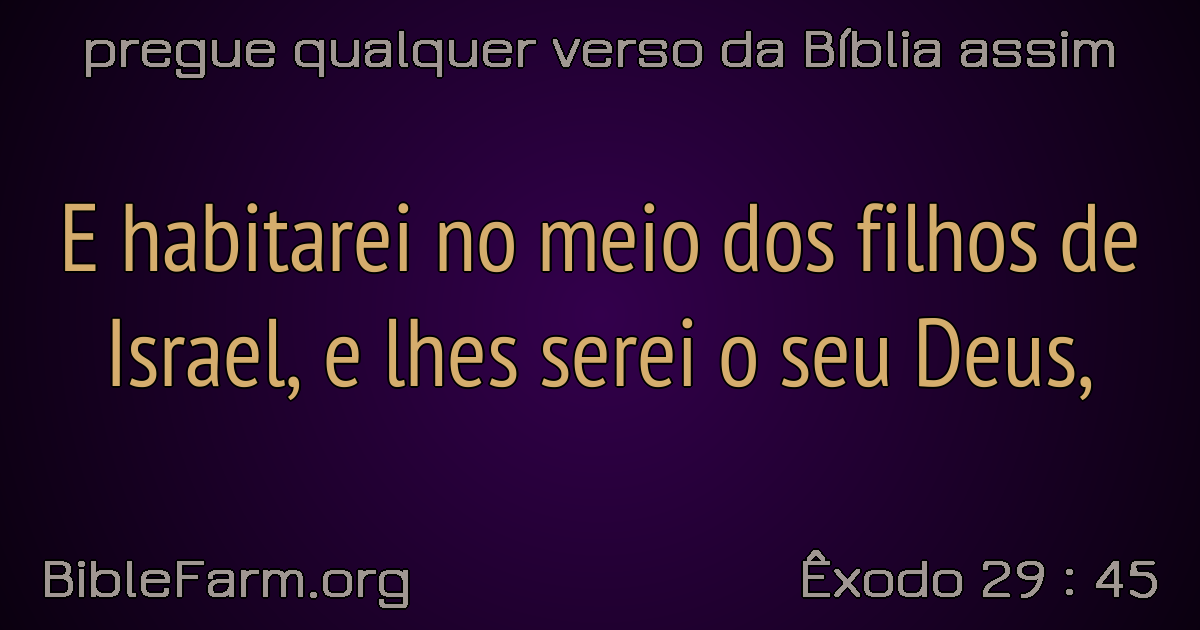 pregue qualquer verso da Bíblia assim
E habitarei no meio dos filhos de
Israel, e lhes serei o seu Deus,
BibleFarm.org
Êxodo 29 : 45